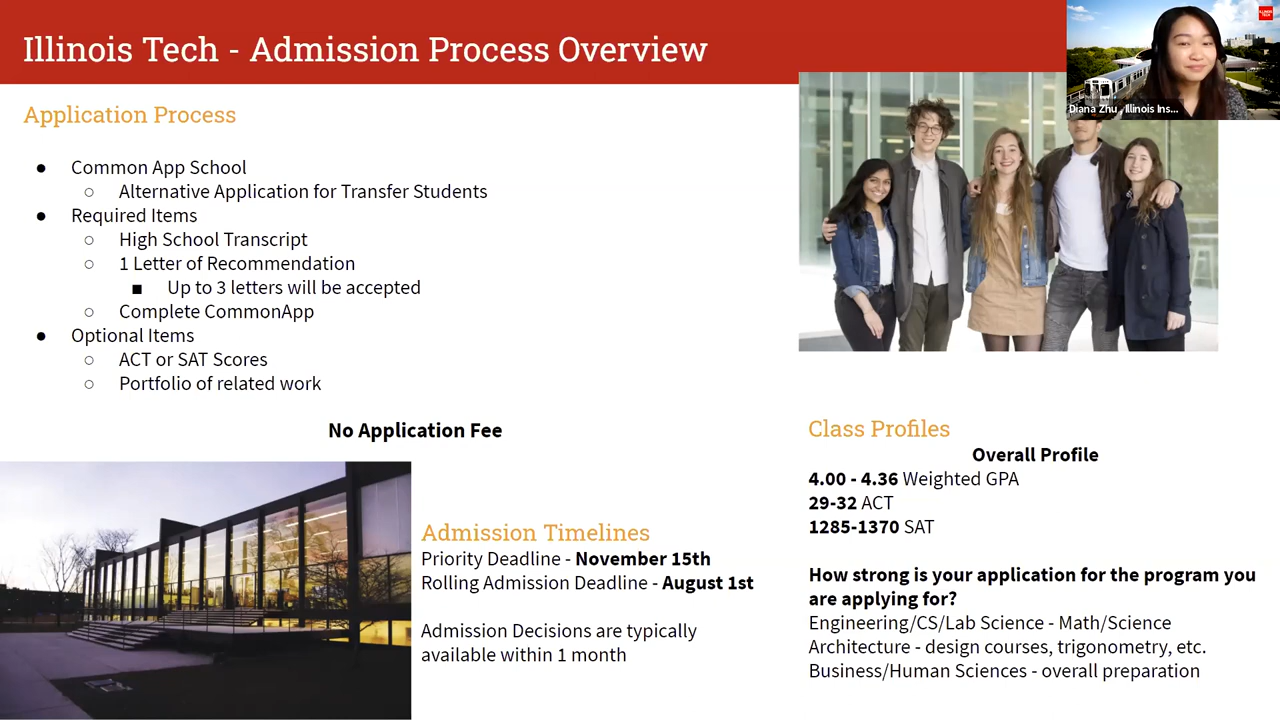 Illinois Tech - Admission Process Overview
ILLINOIS TECH
Diana Zhu, Illinois Ins...
Application Process
● Common App School
○ Alternative Application for Transfer Students
● Required Items
○ High School Transcript
○ 1 Letter of Recommendation
■ Up to 3 letters will be accepted
○ Complete CommonApp
● Optional Items
○ ACT or SAT Scores
○ Portfolio of related work
No Application Fee
Admission Timelines
Priority Deadline - November 15th
Rolling Admission Deadline - August 1st
Admission Decisions are typically
available within 1 month
Class Profiles
Overall Profile
4.00 - 4.36 Weighted GPA
29-32 ACT
1285-1370 SAT
How strong is your application for the program you
are applying for?
Engineering/CS/Lab Science - Math/Science
Architecture - design courses, trigonometry, etc.
Business/Human Sciences - overall preparation